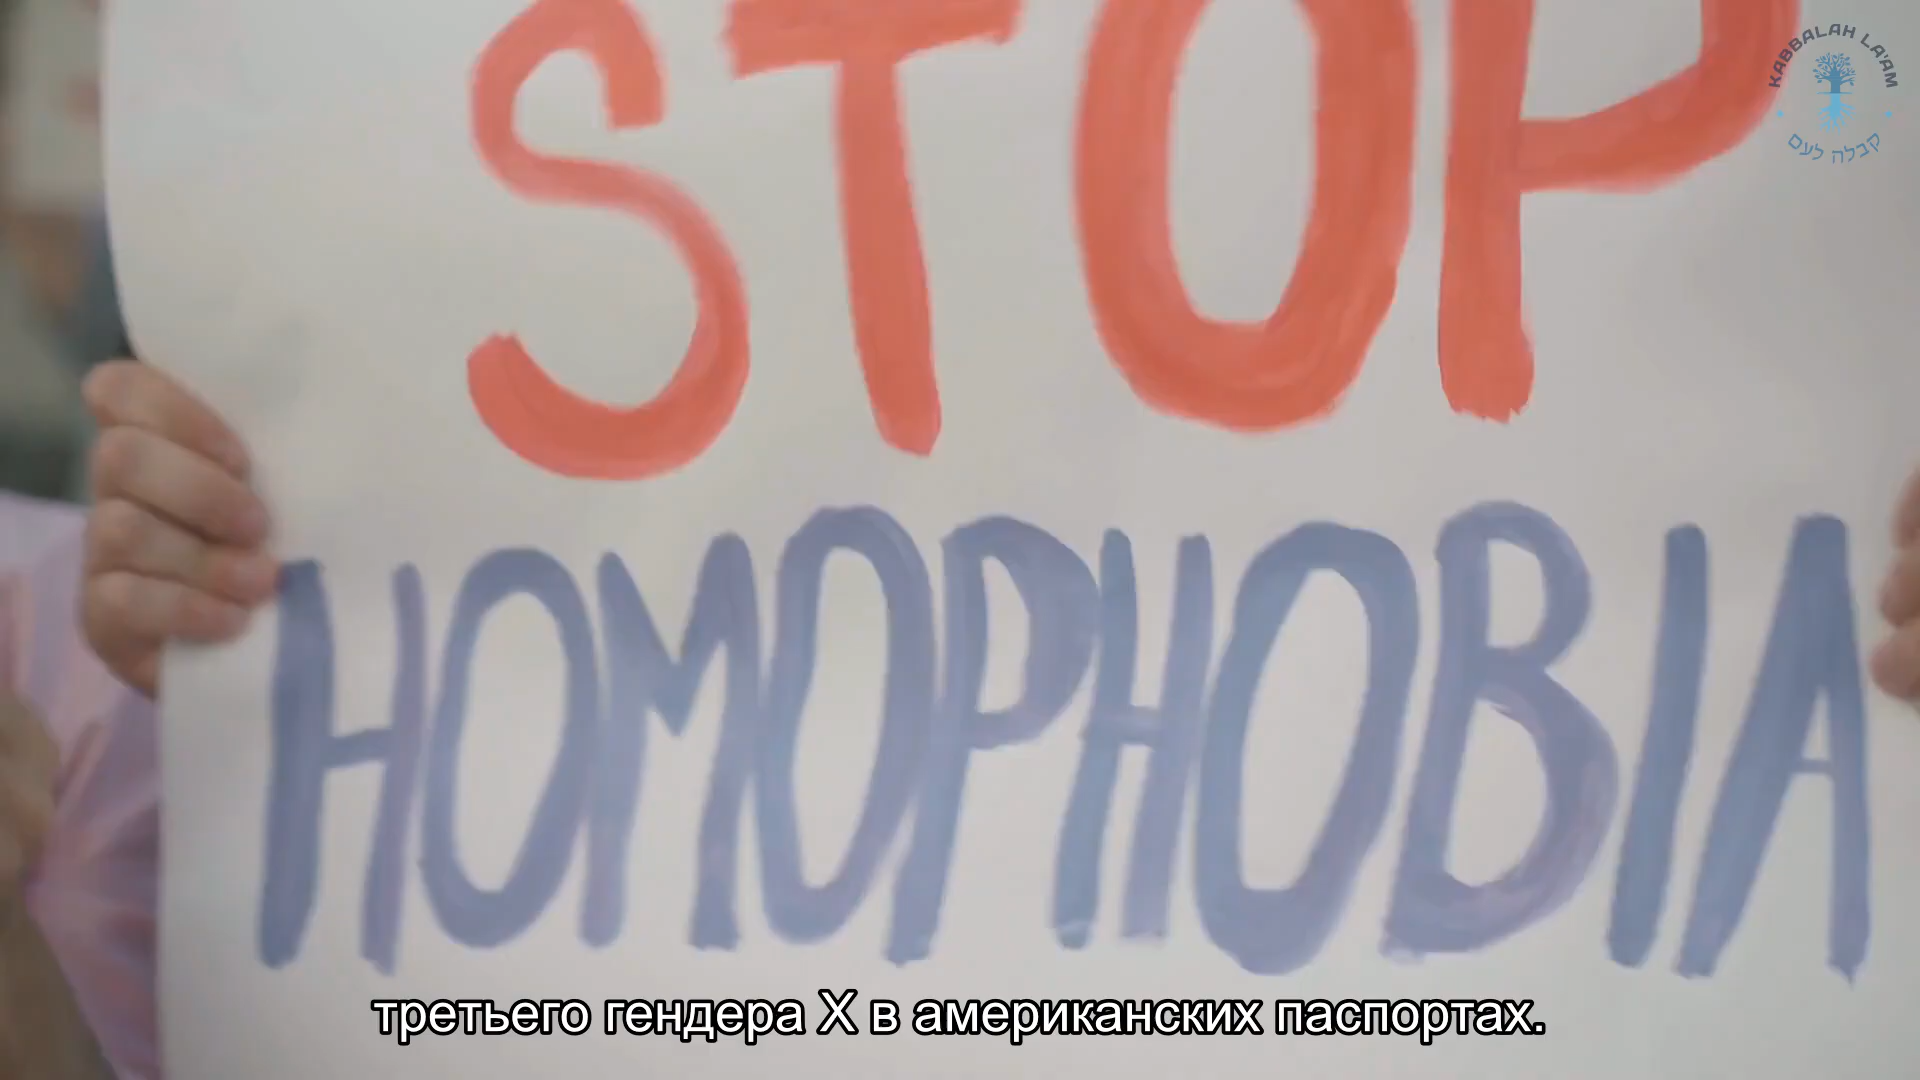 STOP
HOMOPHOBIA
KABBALAH LA'AM
קבלה לעם
третьего гендера X в американских паспортах.